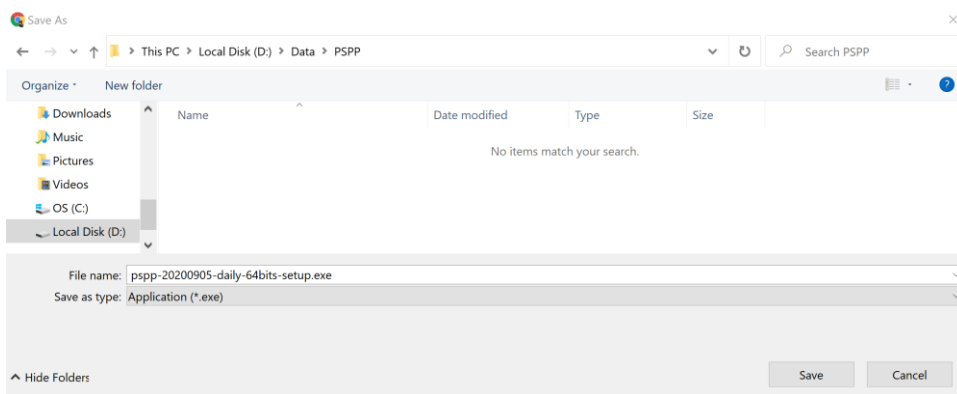 Save As
This PC > Local Disk (D:) > Data > PSPP
Search PSPP
Organize
New folder
?
Downloads
Music
Pictures
Videos
OS (C:)
Local Disk (D:)
Name
Date modified
Type
Size
No items match your search.
File name: pspp-20200905-daily-64bits-setup.exe
Save as type: Application (*.exe)
Hide Folders
Save
Cancel